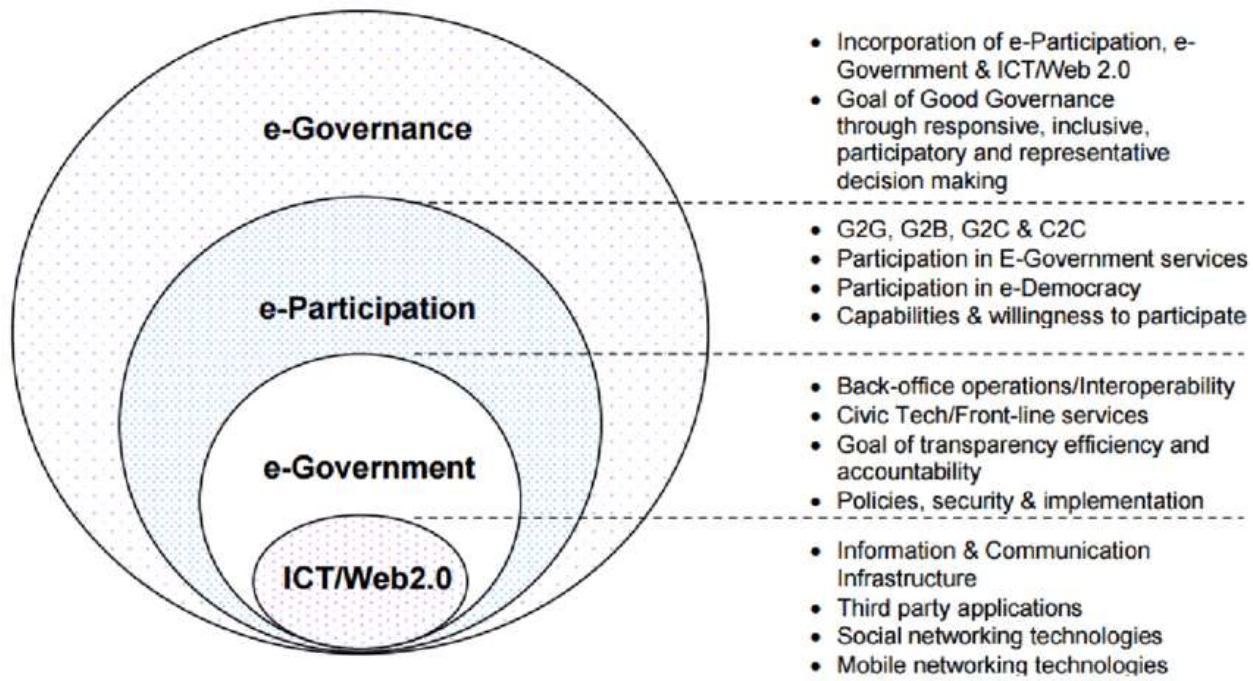 e-Governance
e-Participation
e-Government
ICT/Web2.0
• Incorporation of e-Participation, e-
Government & ICT/Web 2.0
• Goal of Good Governance
through responsive, inclusive,
participatory and representative
decision making
• G2G, G2B, G2C & C2C
• Participation in E-Government services
• Participation in e-Democracy
• Capabilities & willingness to participate
• Back-office operations/Interoperability
• Civic Tech/Front-line services
• Goal of transparency efficiency and
accountability
• Policies, security & implementation
• Information & Communication
Infrastructure
• Third party applications
• Social networking technologies
• Mobile networking technologies